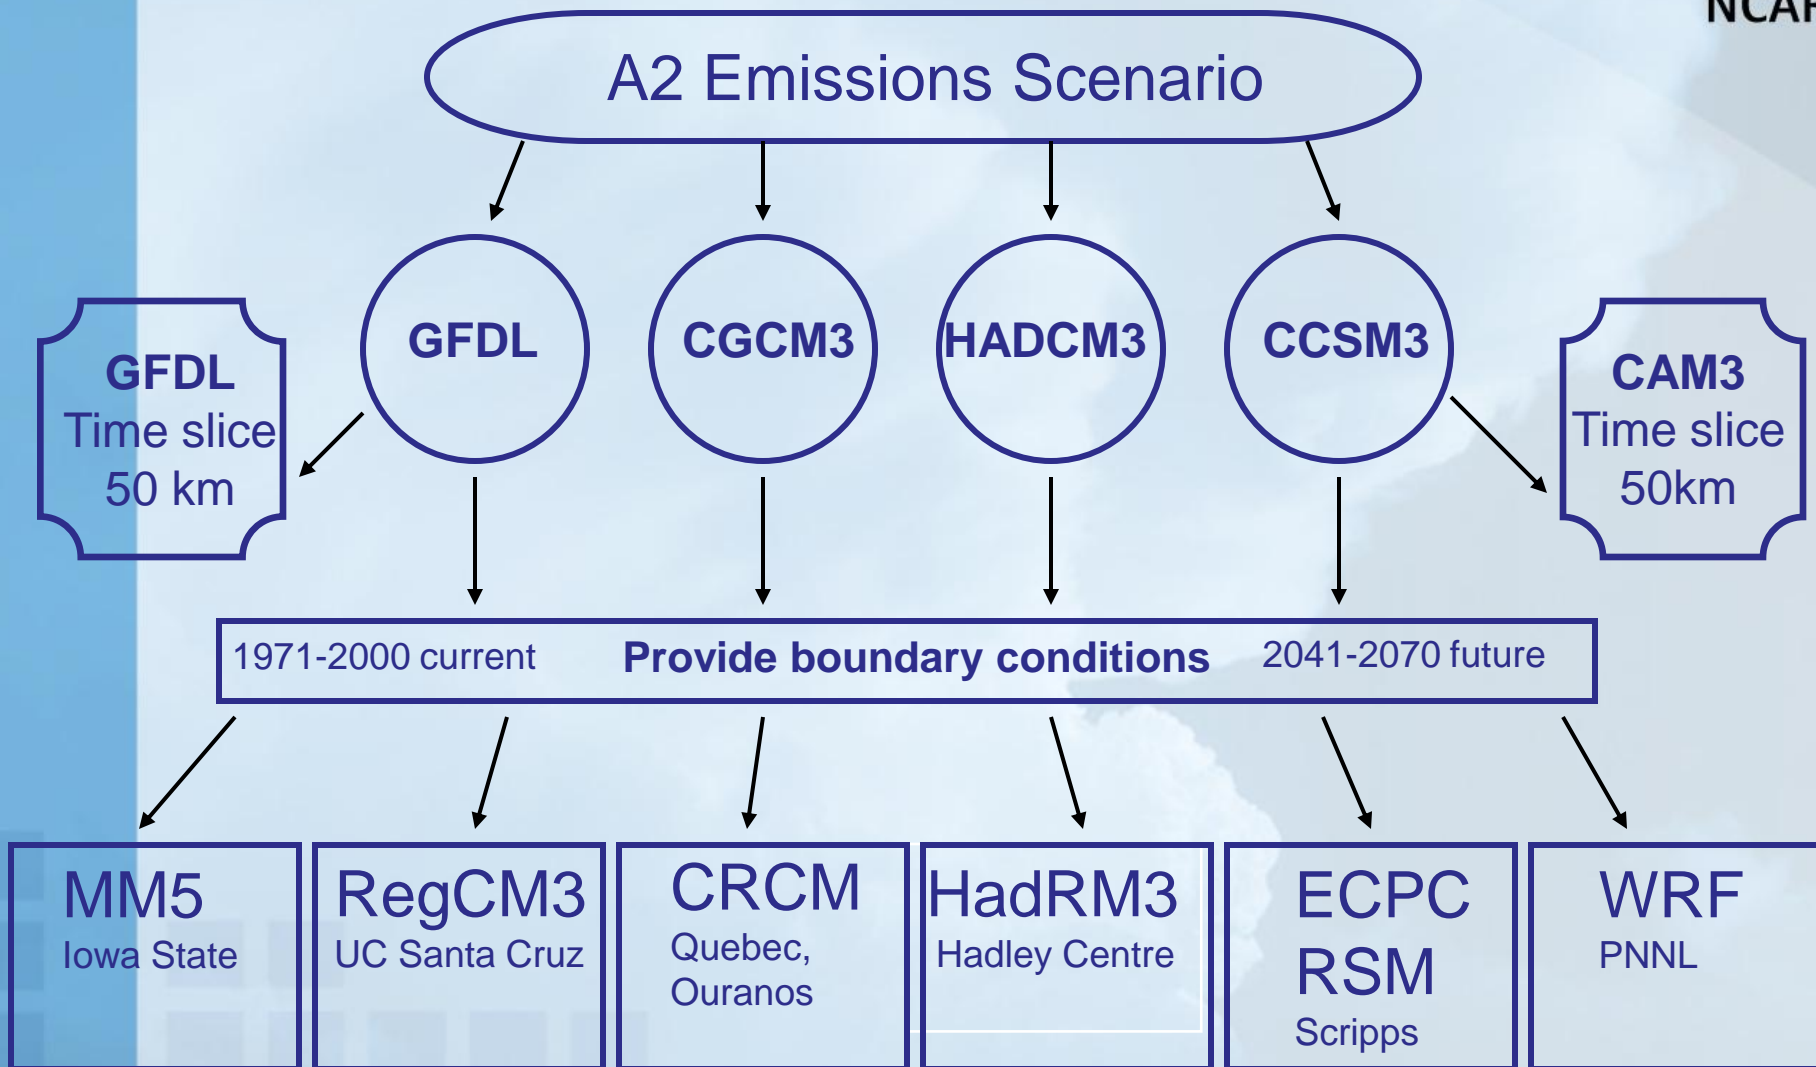 A2 Emissions Scenario
GFDL
CGCM3
HADCM3
CCSM3
GFDL
Time slice
50 km
CAM3
Time slice
50km
1971-2000 current
Provide boundary conditions
2041-2070 future
MM5
Iowa State
RegCM3
UC Santa Cruz
CRCM
Quebec,
Ouranos
HadRM3
Hadley Centre
ECPC
RSM
Scripps
WRF
PNNL